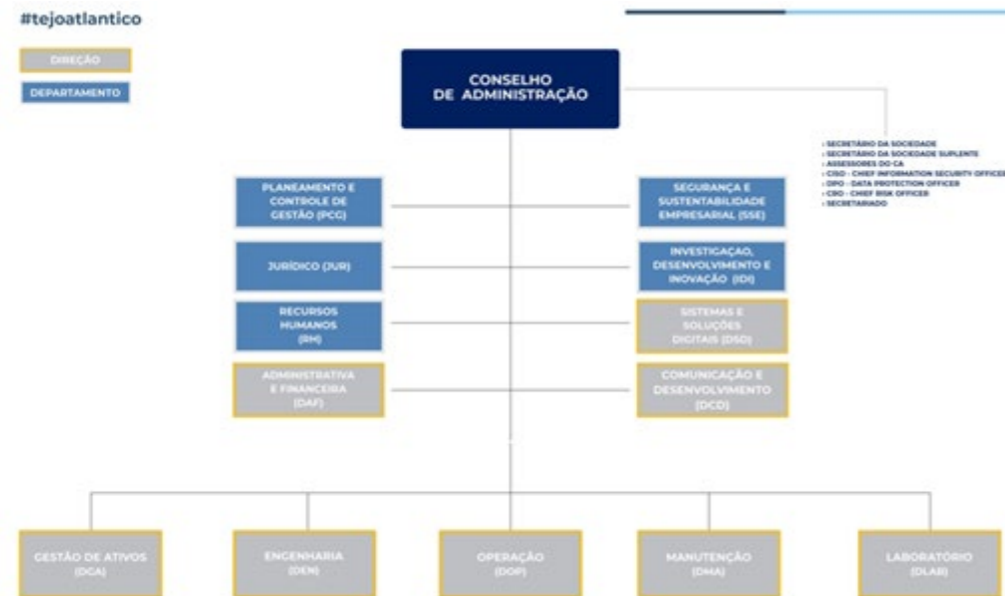 #tejoatlantico
DIREÇÃO
DEPARTAMENTO
CONSELHO
DE ADMINISTRAÇÃO
› SECRETÁRIO DA SOCIEDADE
› SECRETÁRIO DA SOCIEDADE SUPLENTE
› ASSESSORES DO CA
› CISO - CHIEF INFORMATION SECURITY OFFICER
› DPO - DATA PROTECTION OFFICER
› CRO - CHIEF RISK OFFICER
› SECRETARIADO
PLANEAMENTO E
CONTROLE DE
GESTÃO (PCG)
SEGURANÇA E
SUSTENTABILIDADE
EMPRESARIAL (SSE)
JURÍDICO (JUR)
INVESTIGAÇAO,
DESENVOLVIMENTO E
INOVAÇÃO (IDI)
RECURSOS
HUMANOS
(RH)
SISTEMAS E
SOLUÇÕES
DIGITAIS (DSD)
ADMINISTRATIVA
E FINANCEIRA
(DAF)
COMUNICAÇÃO E
DESENVOLVIMENTO
(DCD)
GESTÃO DE ATIVOS
(DGA)
ENGENHARIA
(DEN)
OPERAÇÃO
(DOP)
MANUTENÇÃO
(DMA)
LABORATÓRIO
(DLAB)